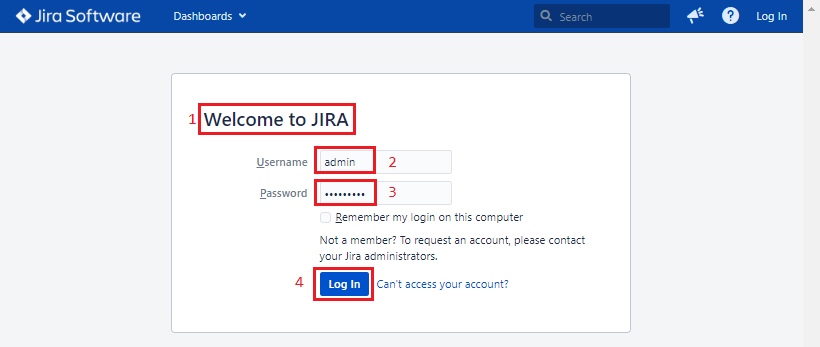 Jira Software Dashboards Search Log In
1 Welcome to JIRA
Username admin 2
Password ••••••••• 3
Remember my login on this computer
Not a member? To request an account, please contact
your Jira administrators.
4 Log In Can't access your account?